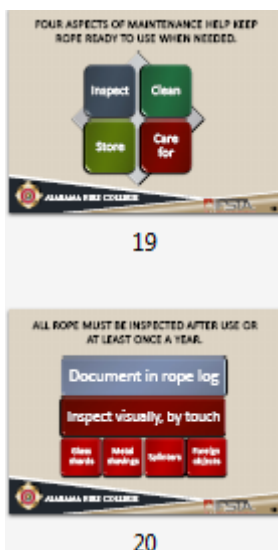 FOUR ASPECTS OF MAINTENANCE HELP KEEP
ROPE READY TO USE WHEN NEEDED.
Inspect
Clean
Store
Care
for
ALABAMA FIRE COLLEGE
IFSTA
19
ALL ROPE MUST BE INSPECTED AFTER USE OR
AT LEAST ONCE A YEAR.
Document in rope log
Inspect visually, by touch
Glass
shards
Metal
shavings
Splinters
Foreign
objects
ALABAMA FIRE COLLEGE
IFSTA
20